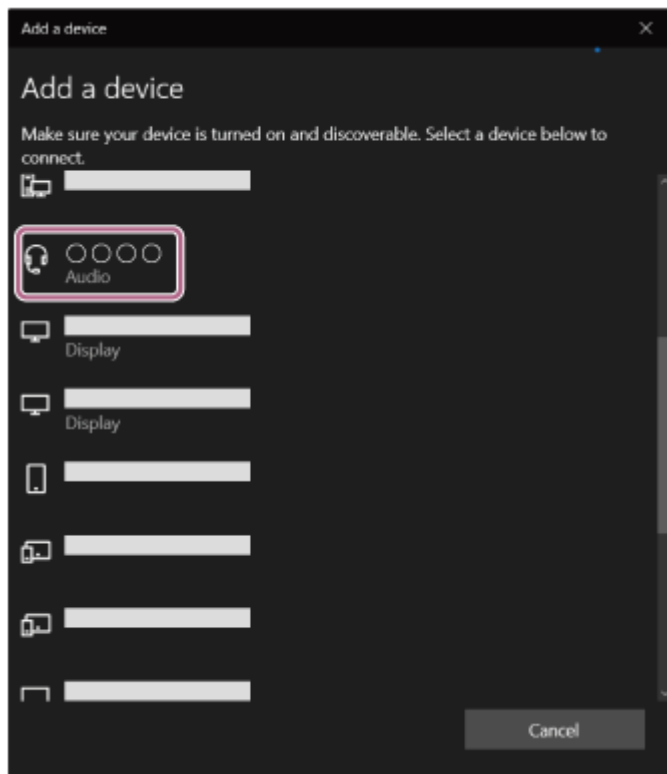 Add a device
Add a device
Make sure your device is turned on and discoverable. Select a device below to
connect.
○○○○
Audio
Display
Display
Cancel